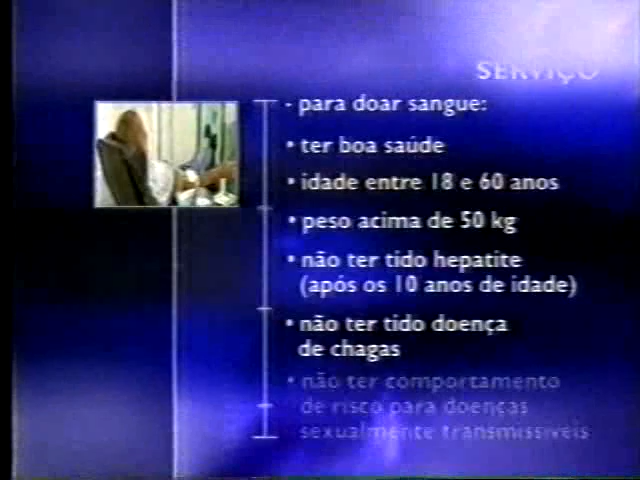 SERVIÇO
- para doar sangue:
• ter boa saúde
• idade entre 18 e 60 anos
• peso acima de 50 kg
• não ter tido hepatite
(após os 10 anos de idade)
• não ter tido doença
de chagas
• não ter comportamento
de risco para doenças
sexualmente transmissíveis